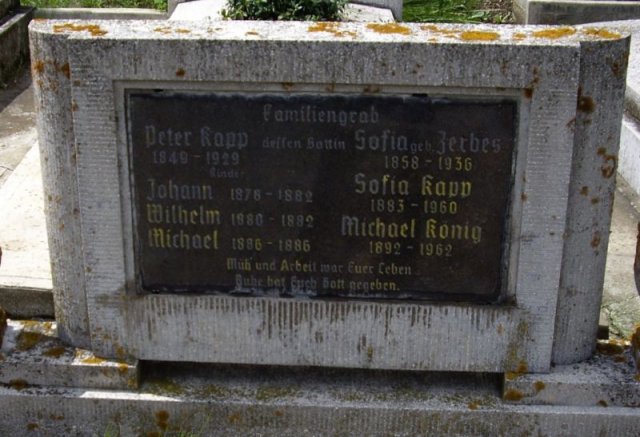 Familiengrab
Peter Kapp dessen Gattin Sofia geb. Zerbes
1849 - 1929 1858 - 1936
Kinder
Johann 1878 - 1882 Sofia Kapp
1883 - 1960
Wilhelm 1880 - 1882 Michael König
Michael 1886 - 1886 1892 - 1962
Müh und Arbeit war Euer Leben
Ruhe hat Euch Gott gegeben.